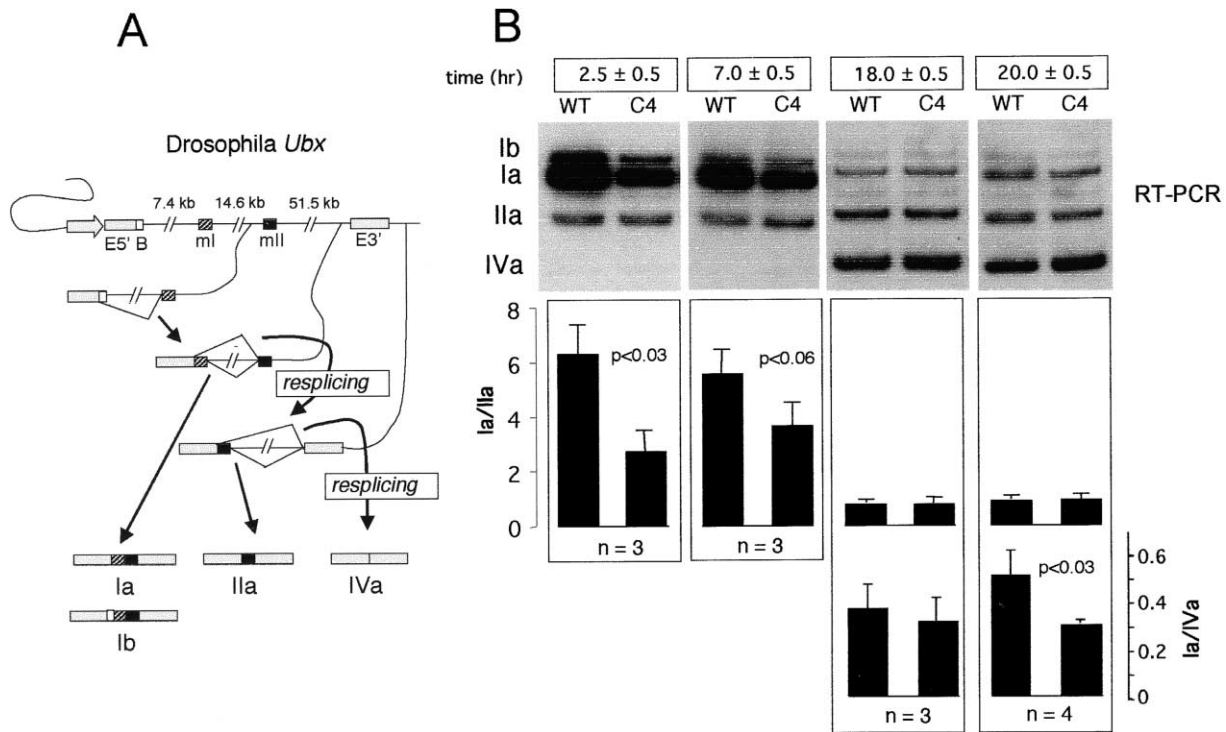 A
Drosophila Ubx
7.4 kb 14.6 kb 51.5 kb
E5' B mI mII E3'
resplicing
resplicing
Ia IIa IVa
Ib
B
time (hr) 2.5 ± 0.5 7.0 ± 0.5 18.0 ± 0.5 20.0 ± 0.5
WT C4 WT C4 WT C4 WT C4
Ib
Ia
IIa
IVa
RT-PCR
8
6
4
2
0
Ia/IIa
p<0.03
n = 3
p<0.06
n = 3
n = 3
p<0.03
n = 4
0.6
0.4
0.2
0
Ia/IVa